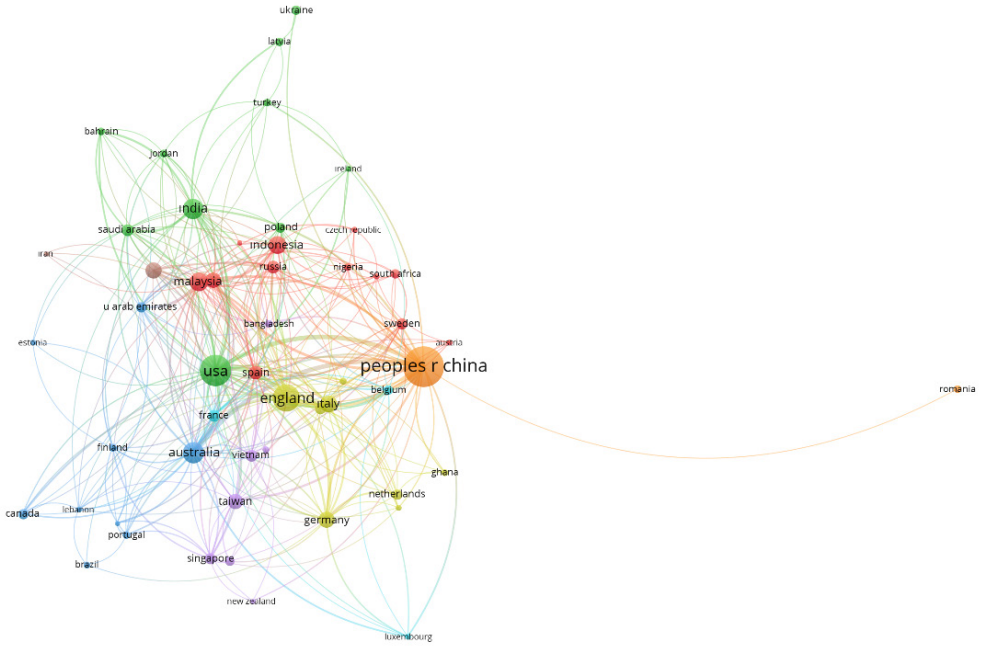 ukraine
latvia
turkey
bahrain
jordan
ireland
india
saudi arabia
poland
czech republic
indonesia
iran
russia
nigeria
south africa
malaysia
u arab emirates
bangladesh
sweden
estonia
austria
peoples r china
usa
spain
belgium
romania
england
italy
france
finland
australia
vietnam
ghana
netherlands
taiwan
canada
lebanon
germany
portugal
singapore
brazil
new zealand
luxembourg